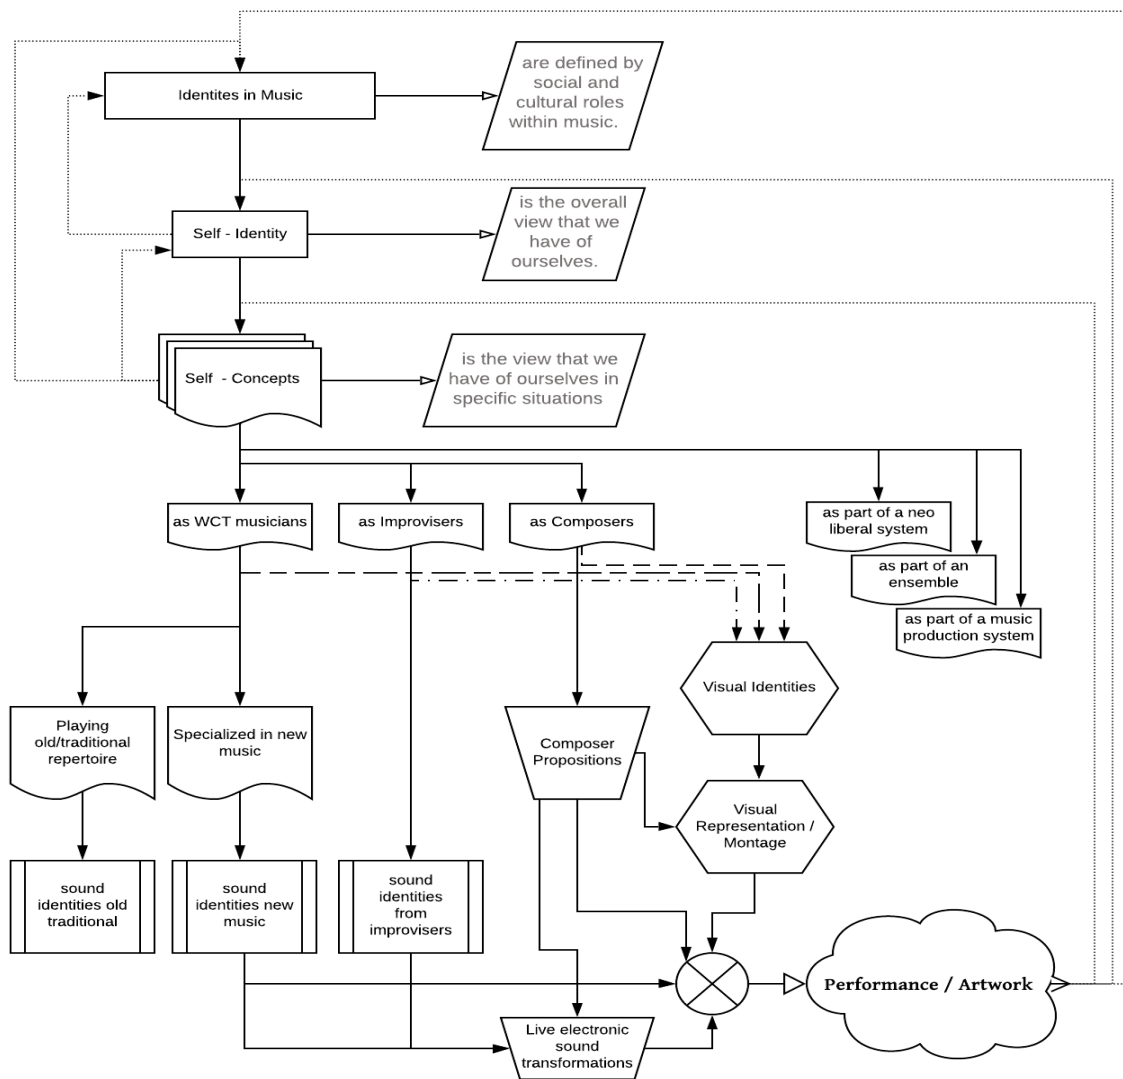 Identites in Music
are defined by
social and
cultural roles
within music.
Self - Identity
is the overall
view that we
have of
ourselves.
Self - Concepts
is the view that we
have of ourselves in
specific situations
as WCT musicians
as Improvisers
as Composers
as part of a neo
liberal system
as part of an
ensemble
as part of a music
production system
Visual Identities
Playing
old/traditional
repertoire
Specialized in new
music
Composer
Propositions
Visual
Representation /
Montage
sound
identities old
traditional
sound
identities new
music
sound
identities
from
improvisers
Performance / Artwork
Live electronic
sound
transformations